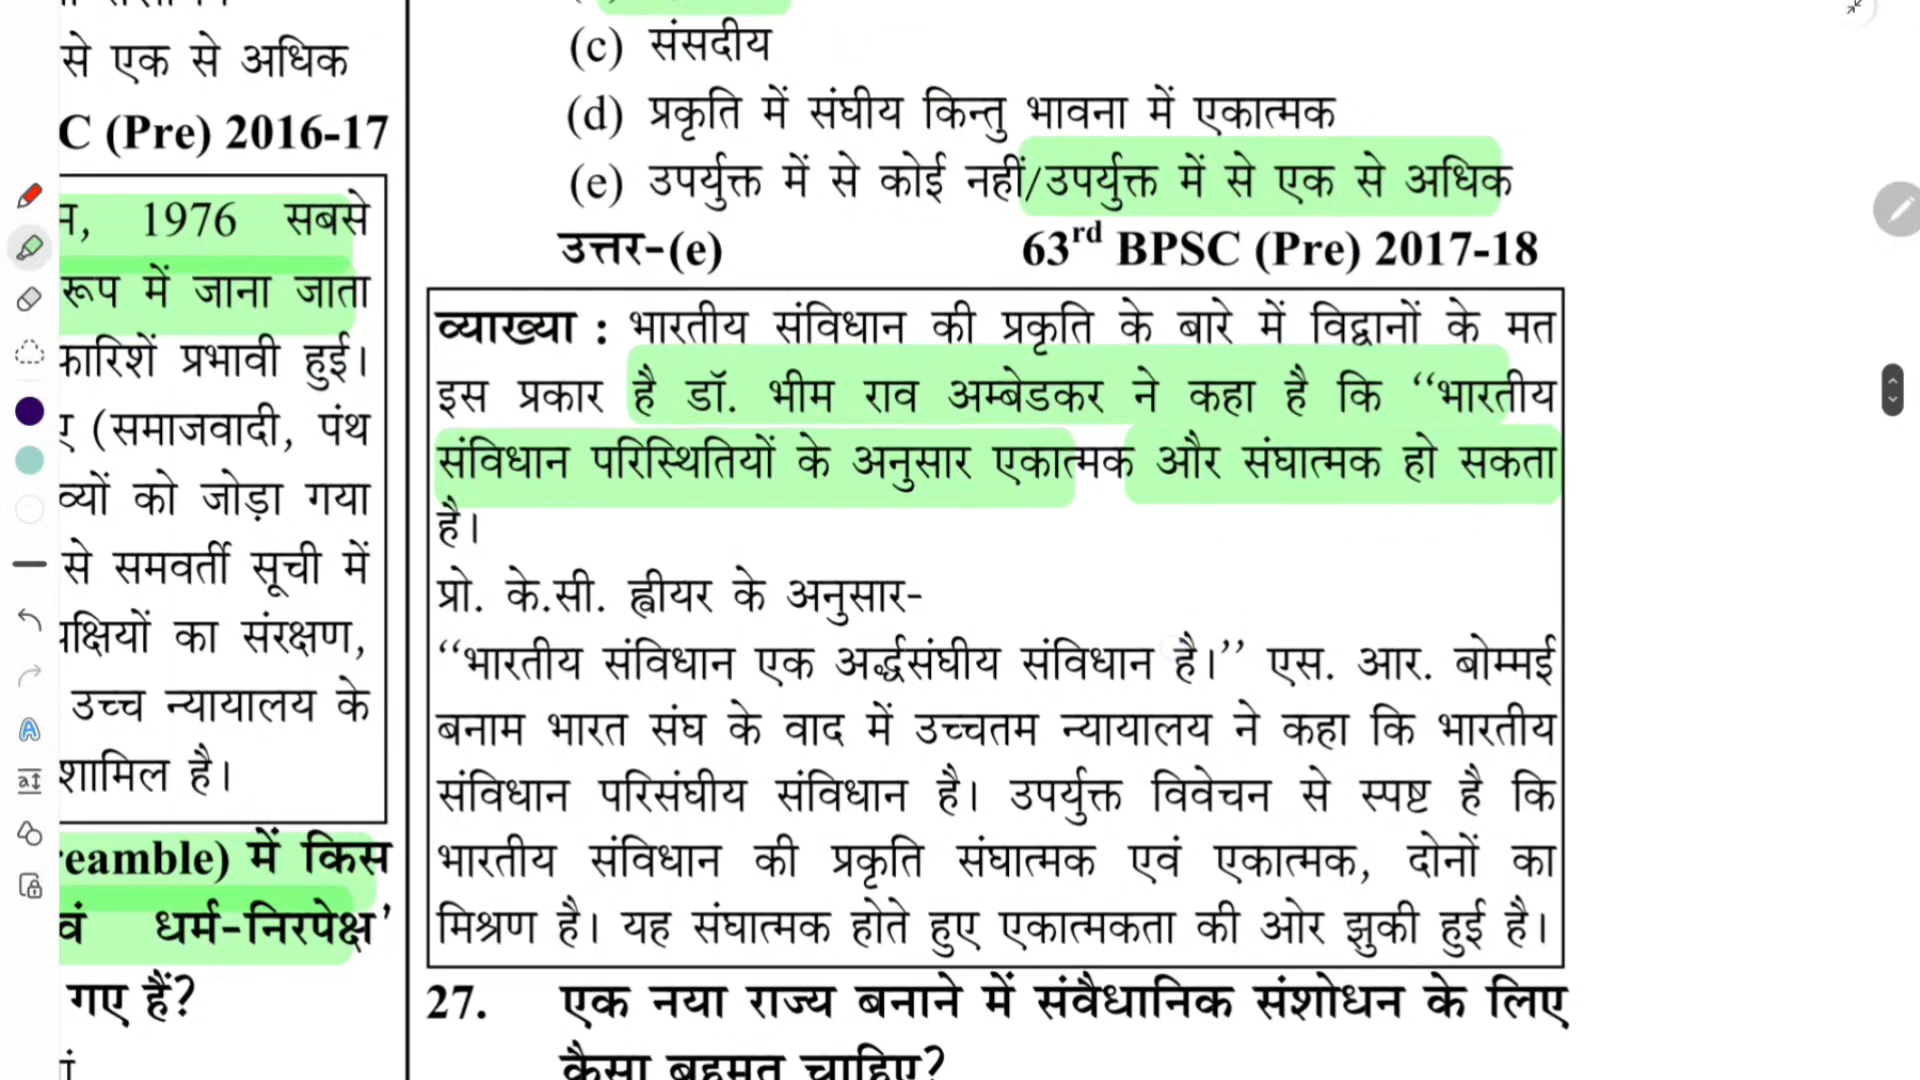 से एक से अधिक
C (Pre) 2016-17
1976 सबसे
रूप में जाना जाता
प्रभावी हुई।
(समाजवादी, पंथ
को जोड़ा गया
से समवर्ती सूची में
का संरक्षण,
उच्च न्यायालय के
शामिल है।
reamble) में किस
धर्म-निरपेक्ष'
गए हैं?
(c) संसदीय
(d) प्रकृति में संघीय किन्तु भावना में एकात्मक
(e) उपर्युक्त में से कोई नहीं/उपर्युक्त में से एक से अधिक
उत्तर-(e) 63rd BPSC (Pre) 2017-18
व्याख्या : भारतीय संविधान की प्रकृति के बारे में विद्वानों के मत
इस प्रकार है डॉ. भीम राव अम्बेडकर ने कहा है कि ‘‘भारतीय
संविधान परिस्थितियों के अनुसार एकात्मक और संघात्मक हो सकता
है।
प्रो. के.सी. ह्वीयर के अनुसार-
‘‘भारतीय संविधान एक अर्द्धसंघीय संविधान है।’’ एस. आर. बोम्मई
बनाम भारत संघ के वाद में उच्चतम न्यायालय ने कहा कि भारतीय
संविधान परिसंघीय संविधान है। उपर्युक्त विवेचन से स्पष्ट है कि
भारतीय संविधान की प्रकृति संघात्मक एवं एकात्मक, दोनों का
मिश्रण है। यह संघात्मक होते हुए एकात्मकता की ओर झुकी हुई है।
27. एक नया राज्य बनाने में संवैधानिक संशोधन के लिए
कैसा बहुमत चाहिए?